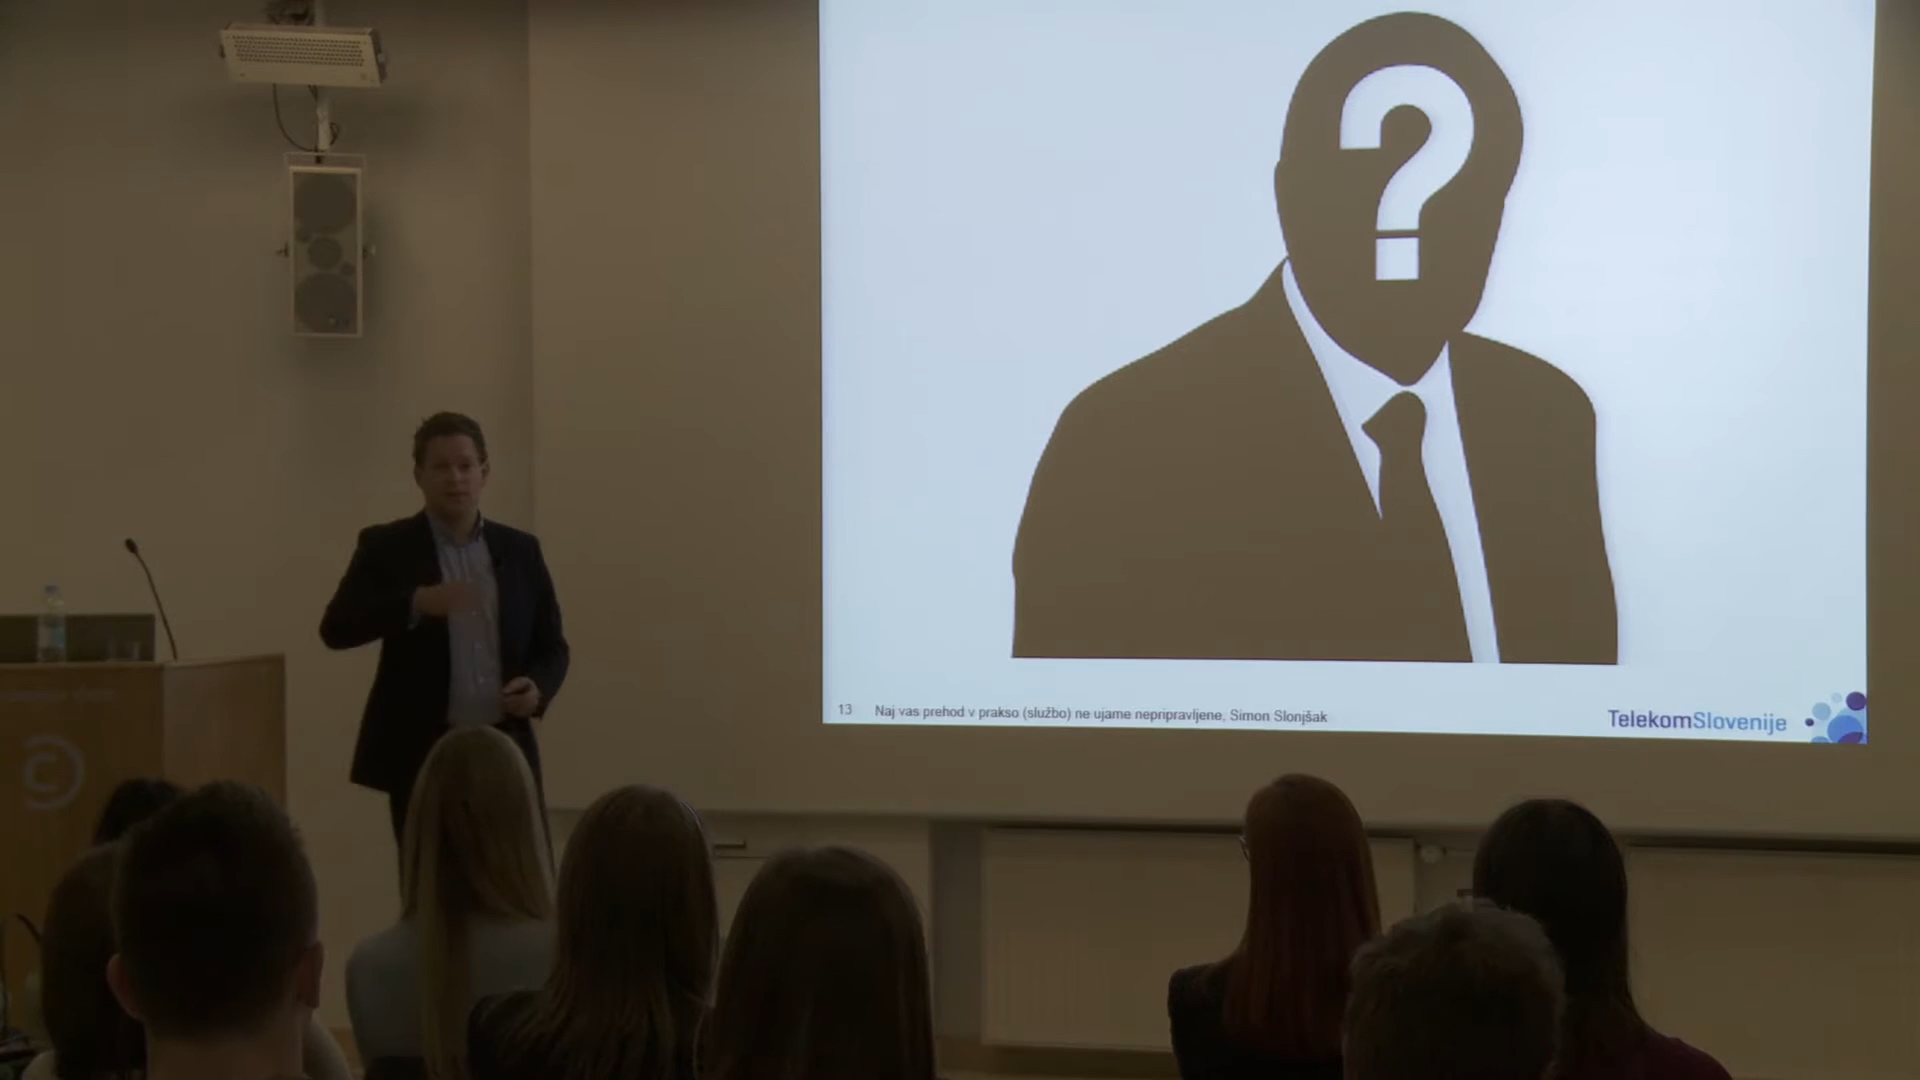 ?
13 Naj vas prehod v prakso (službo) ne ujame nepripravljene, Simon Slonjšak
TelekomSlovenije